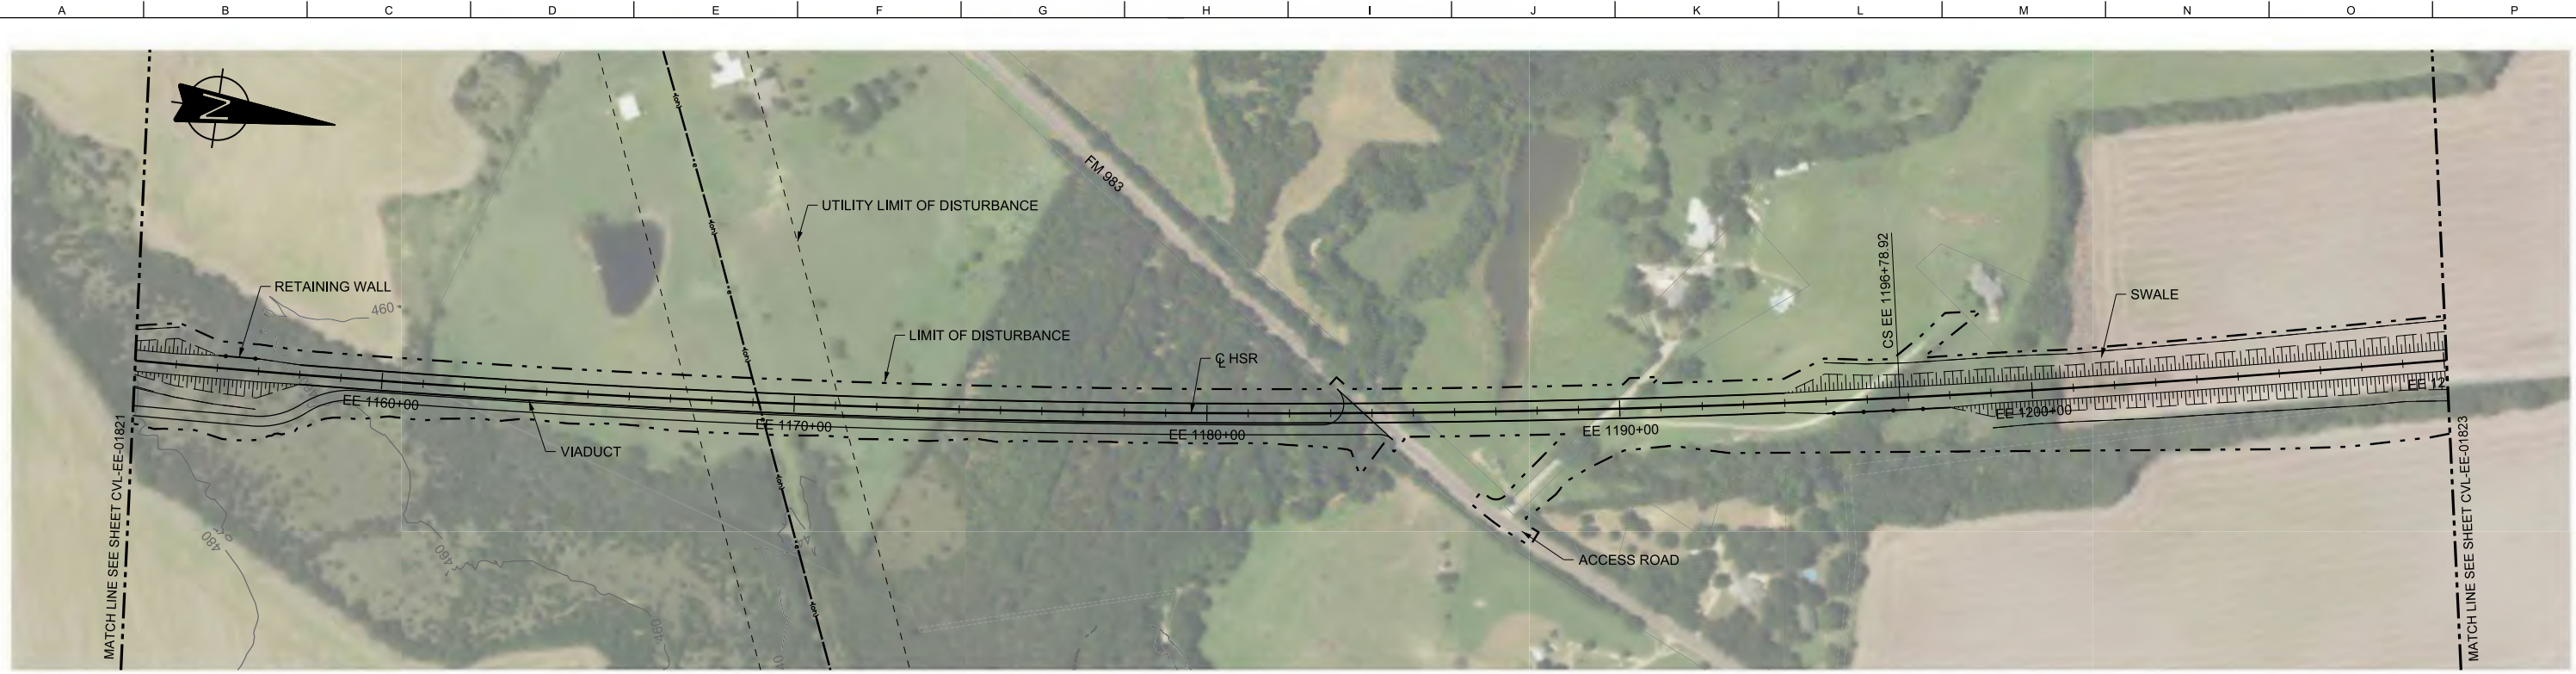 A B C D E F G H I J K L M N O P
N
FM 983
UTILITY LIMIT OF DISTURBANCE
RETAINING WALL
460
LIMIT OF DISTURBANCE
℄ HSR
CS EE 1196+78.92
SWALE
EE 1160+00
EE 1170+00
EE 1180+00
EE 1190+00
EE 1200+00
EE 12
VIADUCT
ACCESS ROAD
480
460
460
MATCH LINE SEE SHEET CVL-EE-01821
MATCH LINE SEE SHEET CVL-EE-01823